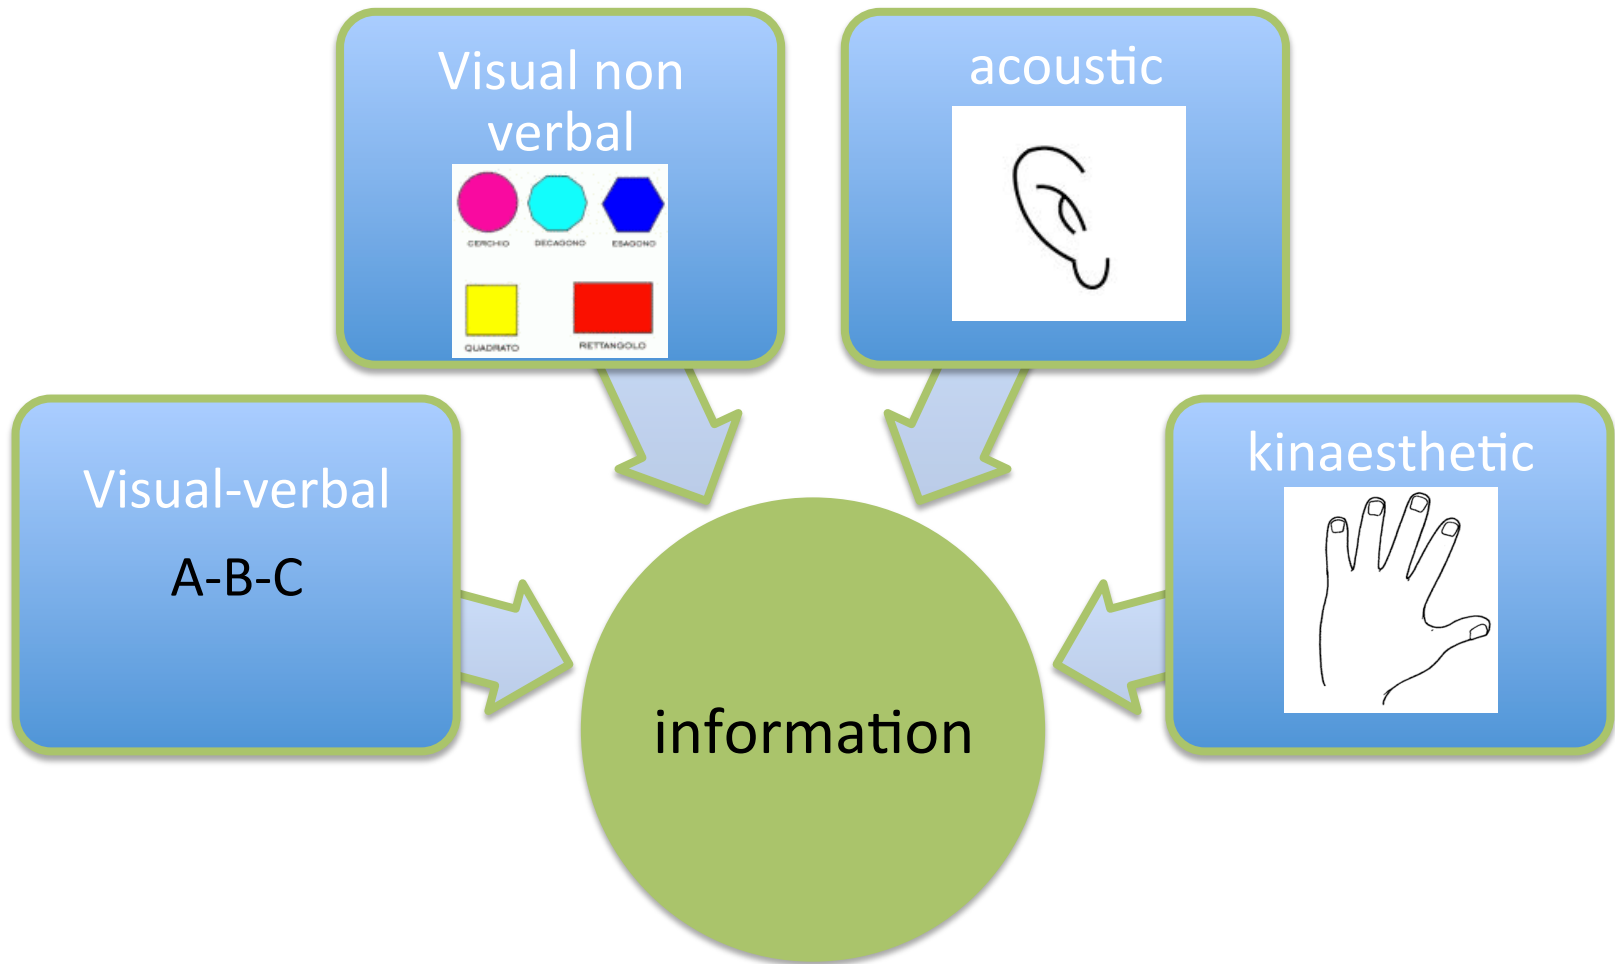 Visual non
verbal
CERCHIO DECAGONO ESAGONO
QUADRATO RETTANGOLO
acoustic
Visual-verbal
A-B-C
kinaesthetic
information